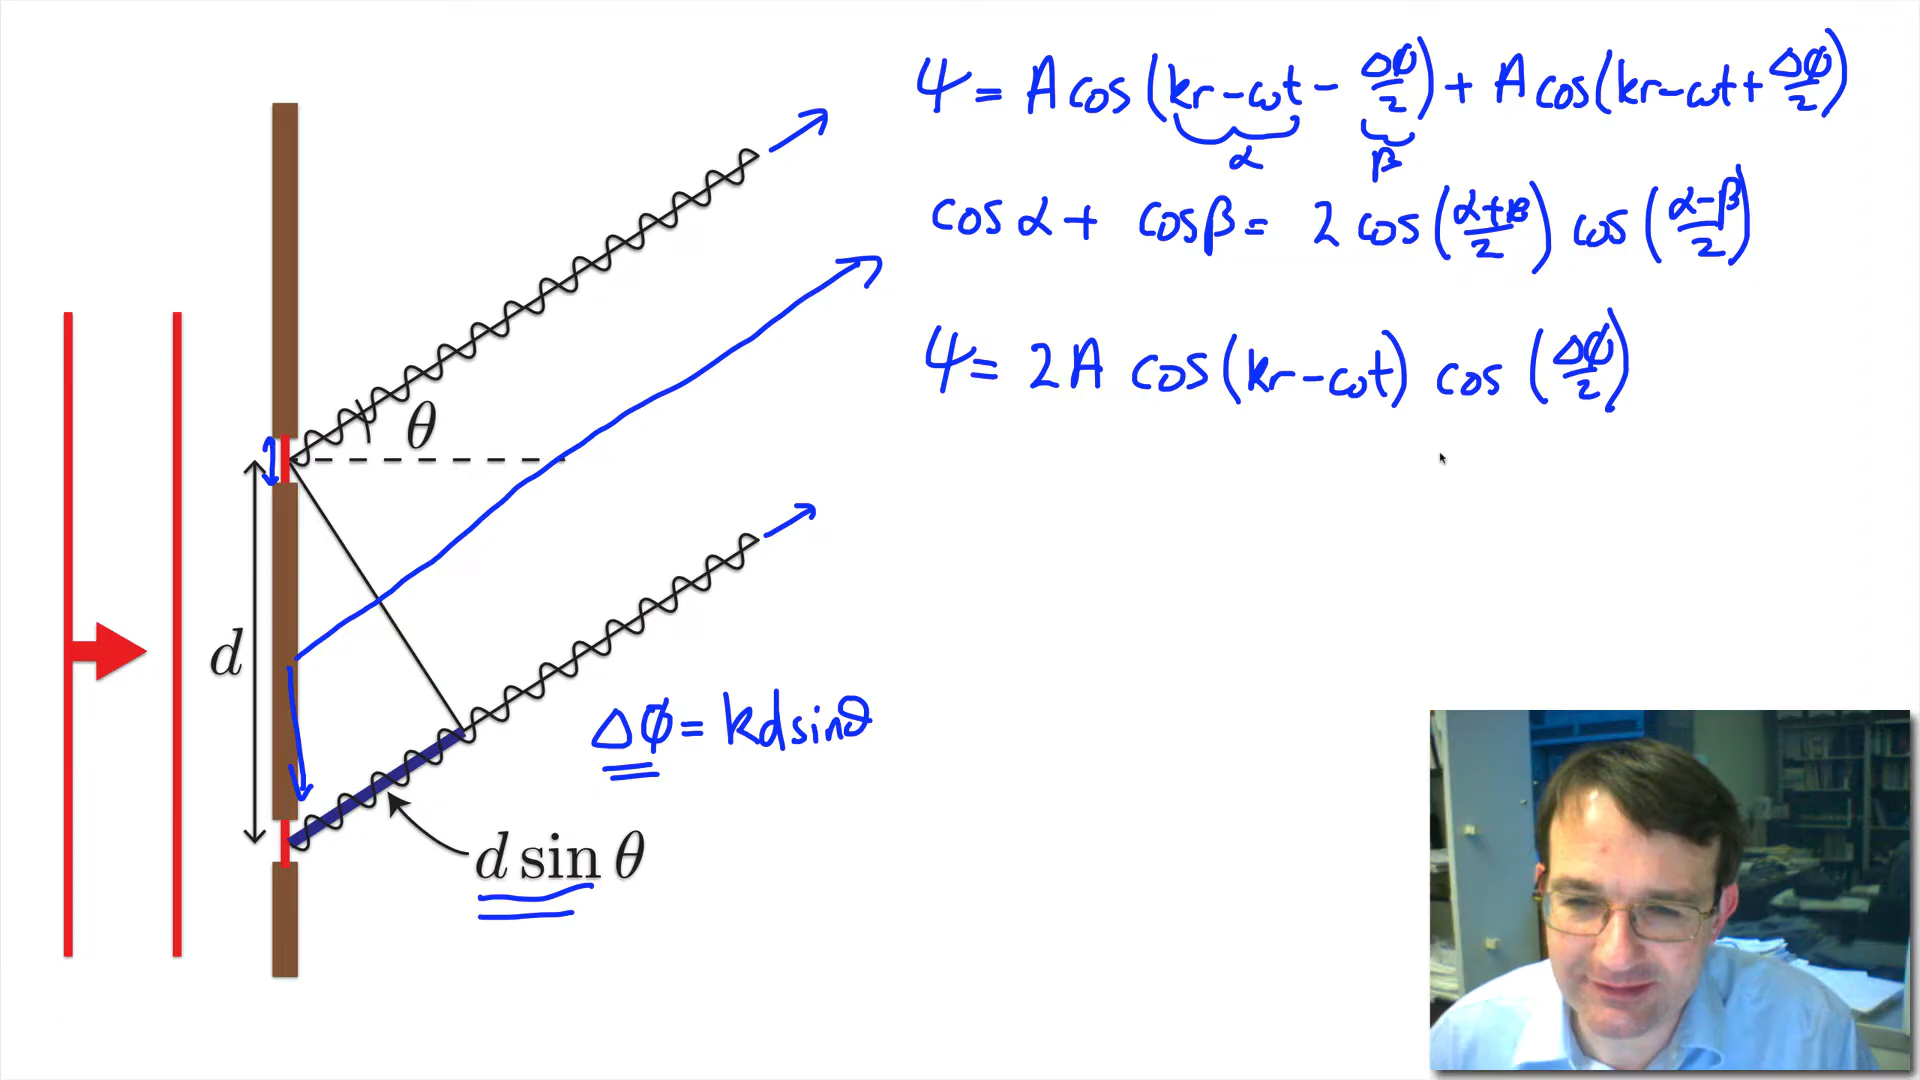 Ψ = A cos (kr-ωt - Δφ/2) + A cos(kr-ωt + Δφ/2)
α β
cos α + cos β = 2 cos (α+β/2) cos (α-β/2)
Ψ = 2A cos (kr-ωt) cos (Δφ/2)
θ
d
Δφ = kd sinθ
d sin θ